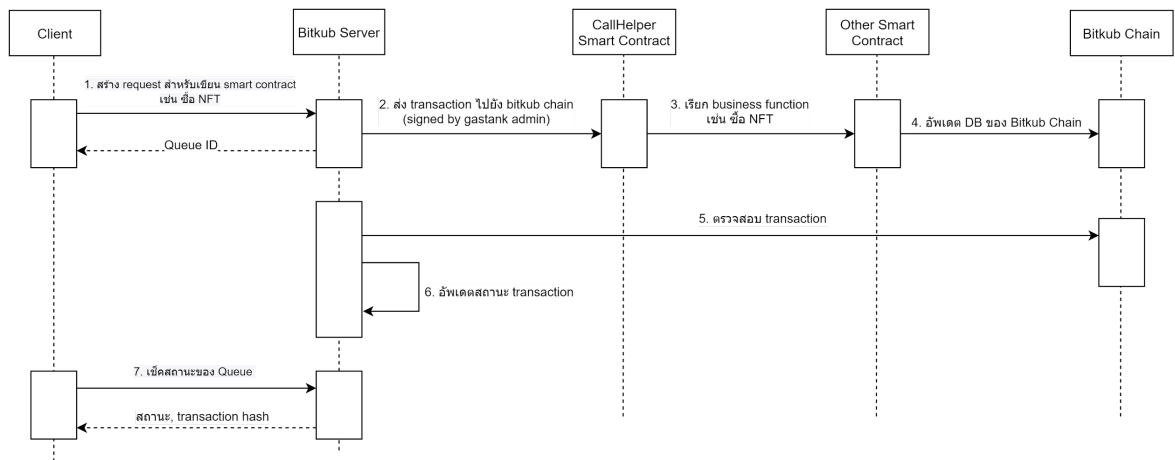 Client
Bitkub Server
CallHelper
Smart Contract
Other Smart
Contract
Bitkub Chain
1. สร้าง request สำหรับเขียน smart contract
เช่น ซื้อ NFT
2. ส่ง transaction ไปยัง bitkub chain
(signed by gastank admin)
3. เรียก business function
เช่น ซื้อ NFT
4. อัพเดต DB ของ Bitkub Chain
Queue ID
5. ตรวจสอบ transaction
6. อัพเดตสถานะ transaction
7. เช็คสถานะของ Queue
สถานะ, transaction hash